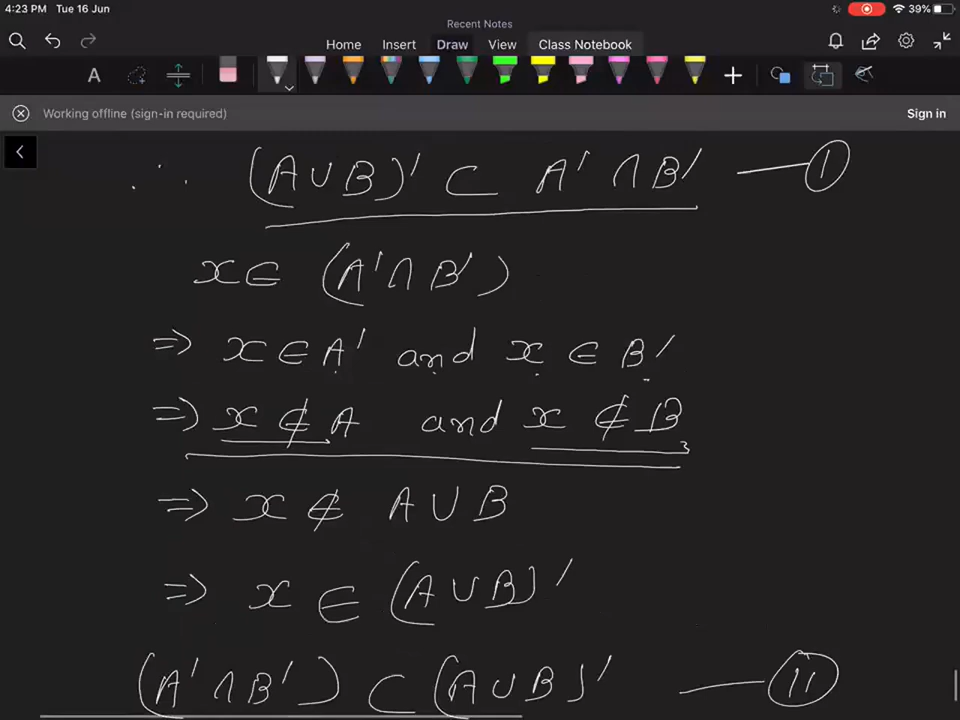 4:23 PM Tue 16 Jun 39%
Recent Notes
Home Insert Draw View Class Notebook
A
Working offline (sign-in required) Sign in
∴ (A∪B)' ⊂ A' ∩ B' — I
x ∈ (A' ∩ B')
⇒ x ∈ A' and x ∈ B'
⇒ x ∉ A and x ∉ B
⇒ x ∉ A ∪ B
⇒ x ∈ (A ∪ B)'
(A' ∩ B') ⊂ (A ∪ B)' — II